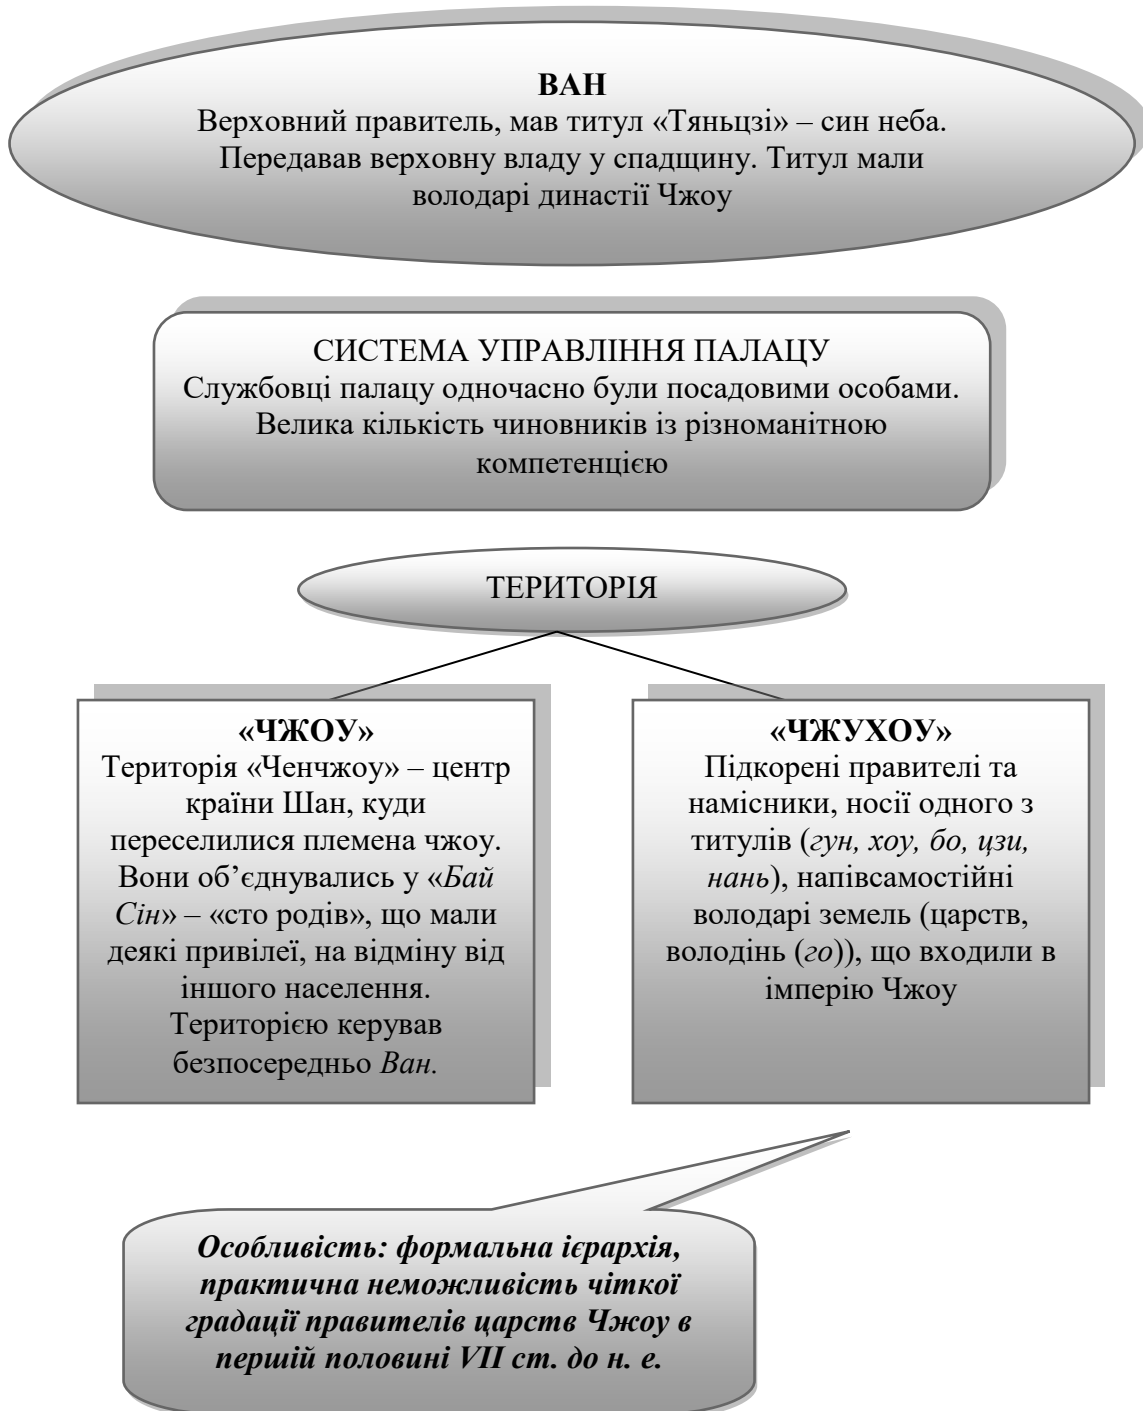 ВАН
Верховний правитель, мав титул «Тяньцзі» – син неба.
Передавав верховну владу у спадщину. Титул мали
володарі династії Чжоу
СИСТЕМА УПРАВЛІННЯ ПАЛАЦУ
Службовці палацу одночасно були посадовими особами.
Велика кількість чиновників із різноманітною
компетенцією
ТЕРИТОРІЯ
«ЧЖОУ»
Територія «Ченчжоу» – центр
країни Шан, куди
переселилися племена чжоу.
Вони об’єднувались у «Бай
Сін» – «сто родів», що мали
деякі привілеї, на відміну від
іншого населення.
Територією керував
безпосередньо Ван.
«ЧЖУХОУ»
Підкорені правителі та
намісники, носії одного з
титулів (гун, хоу, бо, цзи,
нань), напівсамостійні
володарі земель (царств,
володінь (го)), що входили в
імперію Чжоу
Особливість: формальна ієрархія,
практична неможливість чіткої
градації правителів царств Чжоу в
першій половині VII ст. до н. е.